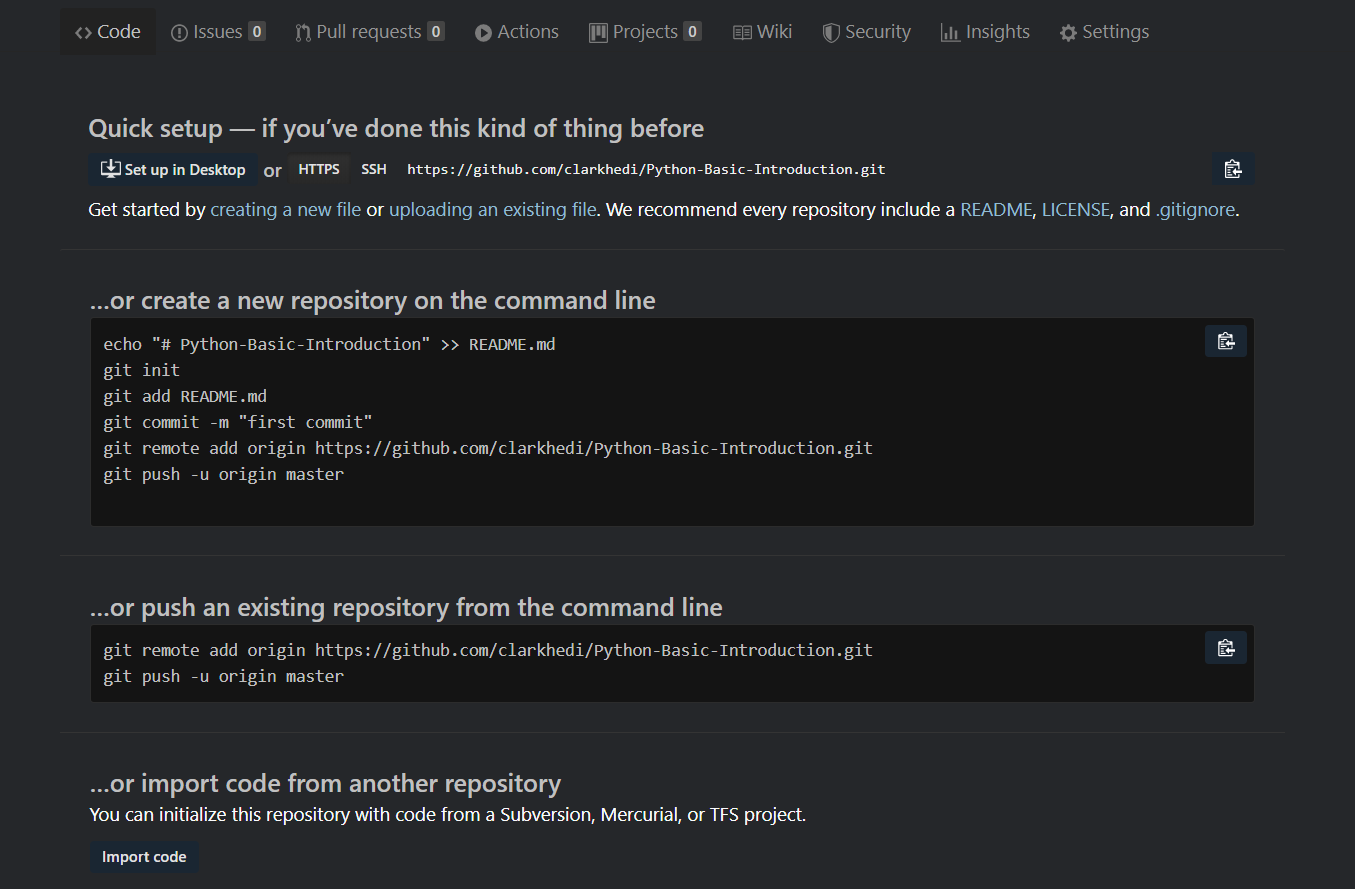 Code Issues 0 Pull requests 0 Actions Projects 0 Wiki Security Insights Settings
Quick setup — if you’ve done this kind of thing before
Set up in Desktop or HTTPS SSH https://github.com/clarkhedi/Python-Basic-Introduction.git
Get started by creating a new file or uploading an existing file. We recommend every repository include a README, LICENSE, and .gitignore.
…or create a new repository on the command line
echo "# Python-Basic-Introduction" >> README.md
git init
git add README.md
git commit -m "first commit"
git remote add origin https://github.com/clarkhedi/Python-Basic-Introduction.git
git push -u origin master
…or push an existing repository from the command line
git remote add origin https://github.com/clarkhedi/Python-Basic-Introduction.git
git push -u origin master
…or import code from another repository
You can initialize this repository with code from a Subversion, Mercurial, or TFS project.
Import code